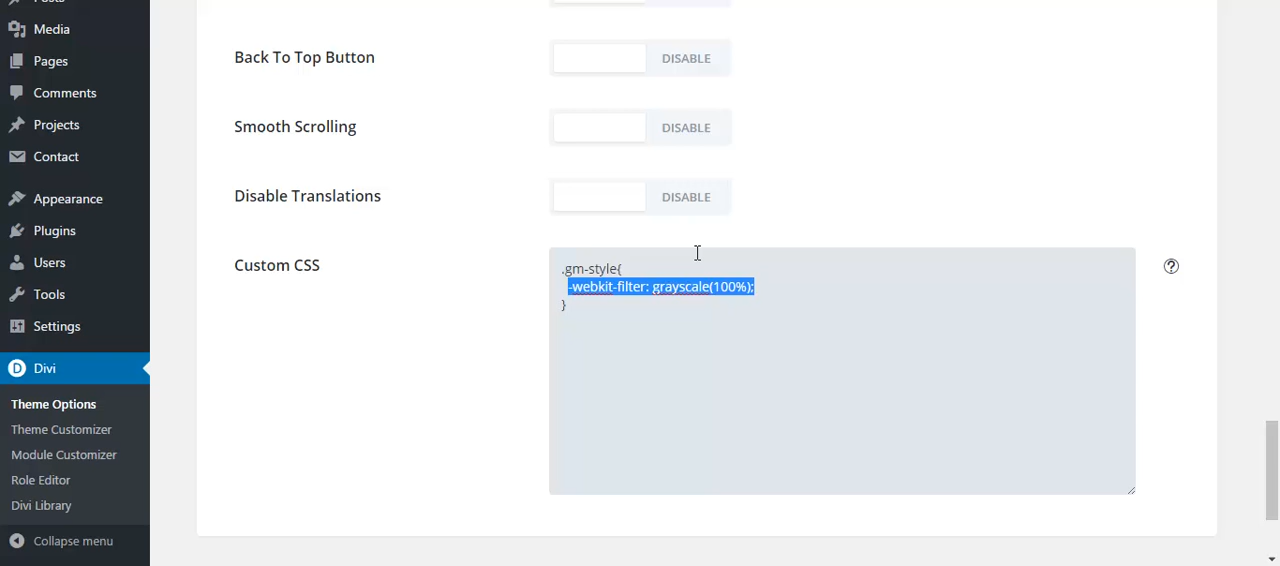 Media
Pages
Comments
Projects
Contact
Appearance
Plugins
Users
Tools
Settings
D Divi
Theme Options
Theme Customizer
Module Customizer
Role Editor
Divi Library
Collapse menu
Back To Top Button DISABLE
Smooth Scrolling DISABLE
Disable Translations DISABLE
Custom CSS
.gm-style{
-webkit-filter: grayscale(100%);
}
?